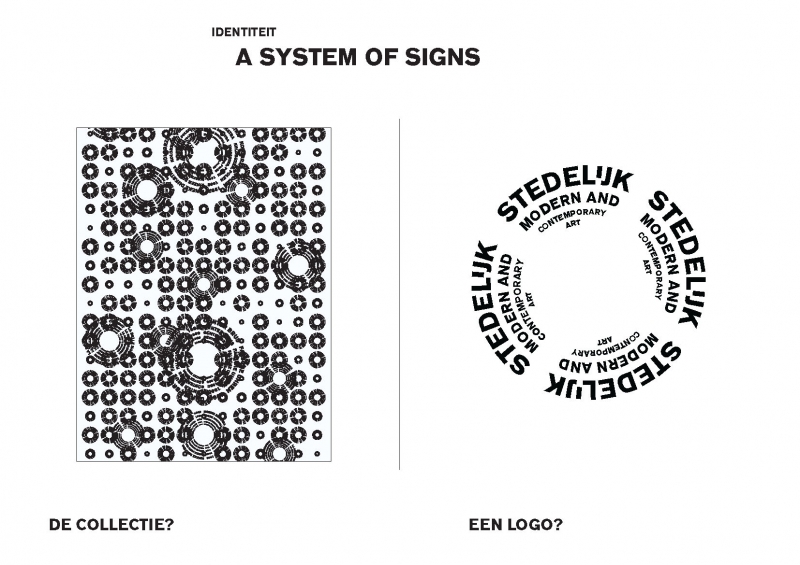 IDENTITEIT
A SYSTEM OF SIGNS
STEDELIJK
MODERN AND
CONTEMPORARY
ART
STEDELIJK
MODERN AND
CONTEMPORARY
ART
STEDELIJK
MODERN AND
CONTEMPORARY
ART
STEDELIJK
MODERN AND
CONTEMPORARY
ART
DE COLLECTIE?
EEN LOGO?